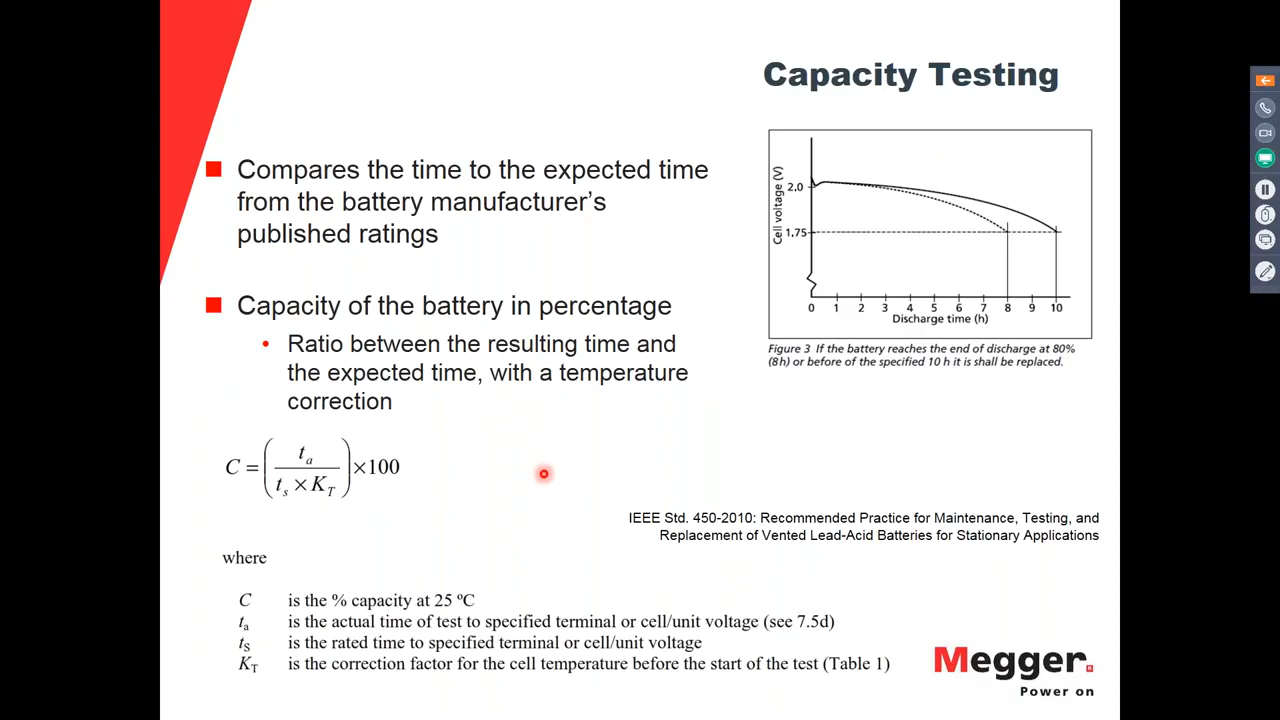 Capacity Testing
Compares the time to the expected time
from the battery manufacturer's
published ratings
Capacity of the battery in percentage
Ratio between the resulting time and
the expected time, with a temperature
correction
C = ( t_a / t_s × K_T ) ×100
Cell voltage (V)
2.0
1.75
0 1 2 3 4 5 6 7 8 9 10
Discharge time (h)
Figure 3 If the battery reaches the end of discharge at 80%
(8h) or before of the specified 10 h it is shall be replaced.
IEEE Std. 450-2010: Recommended Practice for Maintenance, Testing, and
Replacement of Vented Lead-Acid Batteries for Stationary Applications
where
C is the % capacity at 25 ºC
t_a is the actual time of test to specified terminal or cell/unit voltage (see 7.5d)
t_S is the rated time to specified terminal or cell/unit voltage
K_T is the correction factor for the cell temperature before the start of the test (Table 1)
Megger.
Power on